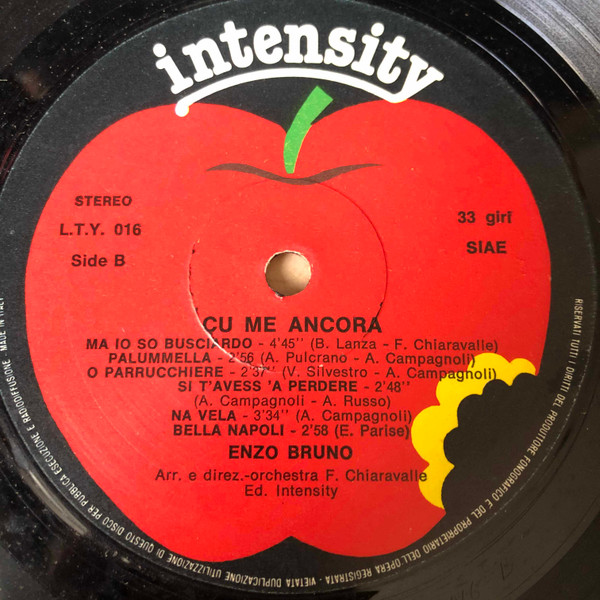 intensity
STEREO
L.T.Y. 016
Side B
33 giri
SIAE
CU ME ANCORA
MA IO SO BUSCIARDO - 4'45'' (B. Lanza - F. Chiaravalle)
PALUMMELLA - 2'56 (A. Pulcrano - A. Campagnoli)
O PARRUCCHIERE - 2'37'' (V. Silvestro - A. Campagnoli)
SI T'AVESS 'A PERDERE - 2'48''
(A. Campagnoli - A. Russo)
NA VELA - 3'34'' (A. Campagnoli)
BELLA NAPOLI - 2'58 (E. Parise)
ENZO BRUNO
Arr. e direz.-orchestra F. Chiaravalle
Ed. Intensity
RISERVATI TUTTI I DIRITTI DEL PRODUTTORE FONOGRAFICO E DEL PROPRIETARIO DELL'OPERA REGISTRATA - VIETATA DUPLICAZIONE UTILIZZAZIONE DI QUESTO DISCO PER PUBBLICA ESECUZIONE E RADIODIFFUSIONE - MADE IN ITALY